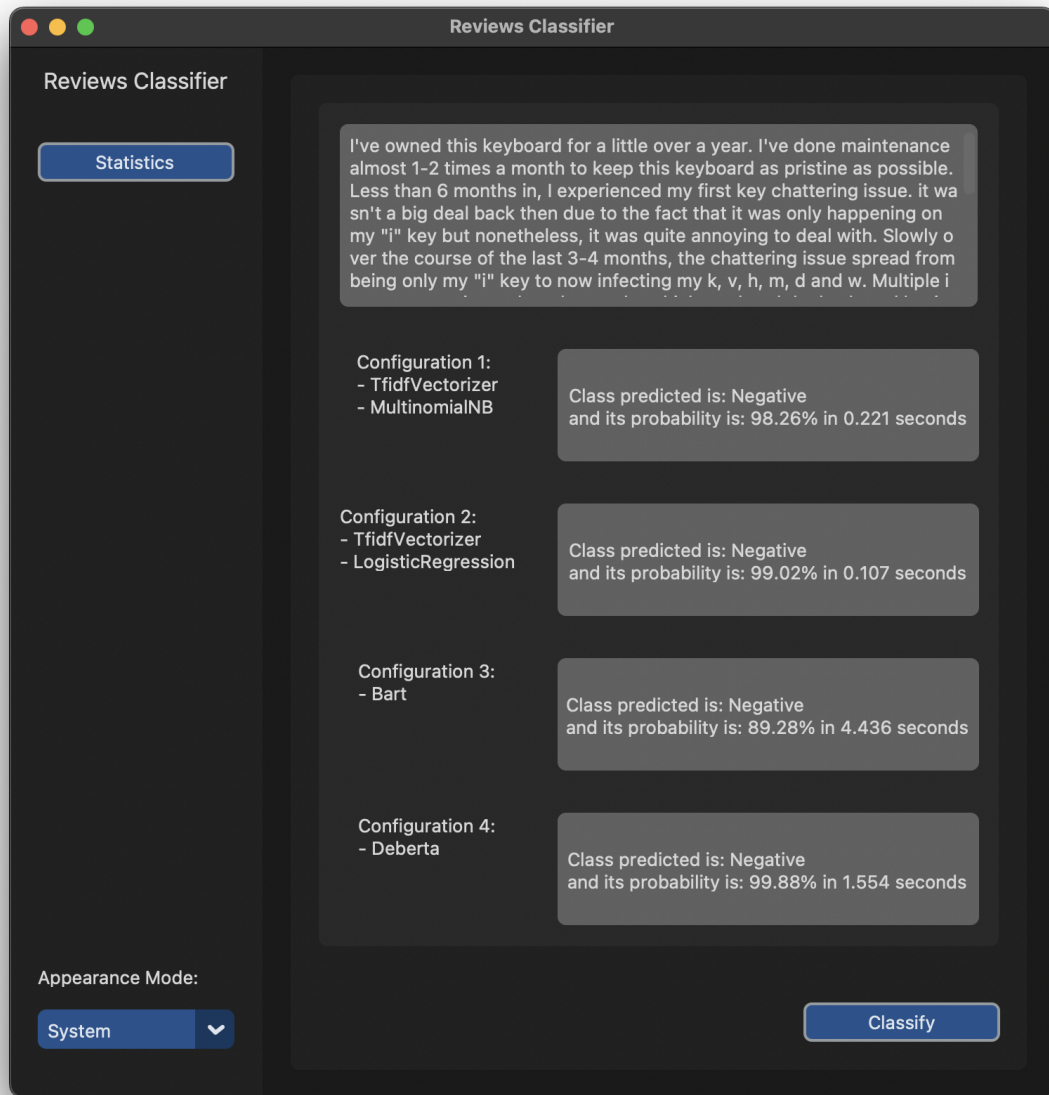 Reviews Classifier
Reviews Classifier
Statistics
I've owned this keyboard for a little over a year. I've done maintenance
almost 1-2 times a month to keep this keyboard as pristine as possible.
Less than 6 months in, I experienced my first key chattering issue. it wa
sn't a big deal back then due to the fact that it was only happening on
my "i" key but nonetheless, it was quite annoying to deal with. Slowly o
ver the course of the last 3-4 months, the chattering issue spread from
being only my "i" key to now infecting my k, v, h, m, d and w. Multiple i
Configuration 1:
- TfidfVectorizer
- MultinomialNB
Class predicted is: Negative
and its probability is: 98.26% in 0.221 seconds
Configuration 2:
- TfidfVectorizer
- LogisticRegression
Class predicted is: Negative
and its probability is: 99.02% in 0.107 seconds
Configuration 3:
- Bart
Class predicted is: Negative
and its probability is: 89.28% in 4.436 seconds
Configuration 4:
- Deberta
Class predicted is: Negative
and its probability is: 99.88% in 1.554 seconds
Appearance Mode:
System
Classify